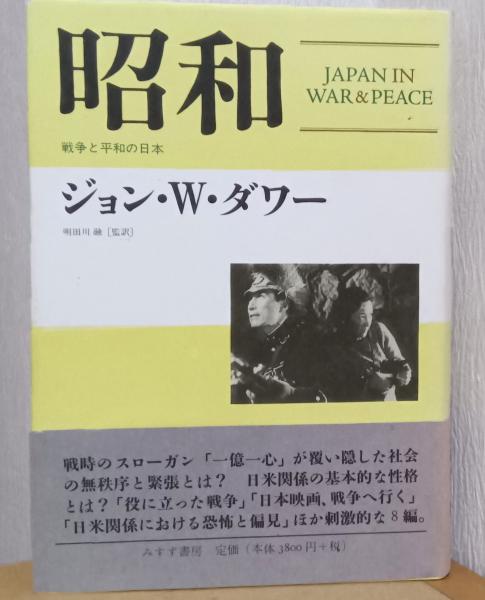 昭和
JAPAN IN
WAR & PEACE
戦争と平和の日本
ジョン・W・ダワー
明田川 融［監訳］
戦時のスローガン「一億一心」が覆い隠した社会
の無秩序と緊張とは？　日米関係の基本的な性格
とは？「役に立った戦争」「日本映画、戦争へ行く」
「日米関係における恐怖と偏見」ほか刺激的な8編。
みすず書房　定価（本体3800円+税）